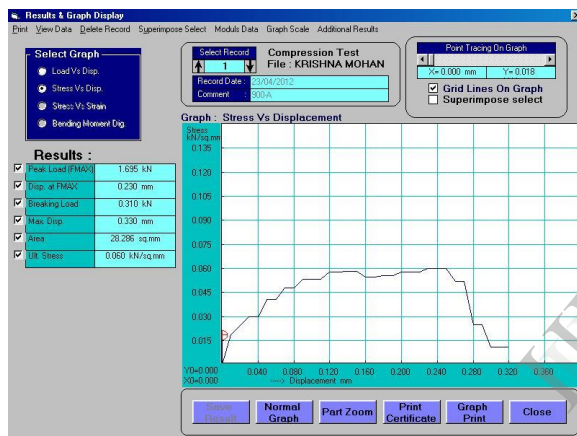 Results & Graph Display
Print View Data Delete Record Superimpose Select Moduls Data Graph Scale Additional Results
Select Graph
Load Vs Disp.
Stress Vs Disp.
Stress Vs Strain
Bending Moment Dig.
Select Record
1
Compression Test
File : KRISHNA MOHAN
Record Date : 23/04/2012
Comment : 900-A
Point Tracing On Graph
X= 0.000 mm Y= 0.018
Grid Lines On Graph
Superimpose select
Results :
Peak Load (FMAX) 1.695 kN
Disp. at FMAX 0.230 mm
Breaking Load 0.310 kN
Max. Disp. 0.330 mm
Area 28.286 sq.mm
Ult. Stress 0.060 kN/sq.mm
Graph : Stress Vs Displacement
Stress
kN/sq.mm
0.135
0.120
0.105
0.090
0.075
0.060
0.045
0.030
0.015
Y0=0.000
X0=0.000
0.040 0.080 0.120 0.160 0.200 0.240 0.280 0.320 0.360
---> Displacement mm
Save Result
Normal Graph
Part Zoom
Print Certificate
Graph Print
Close